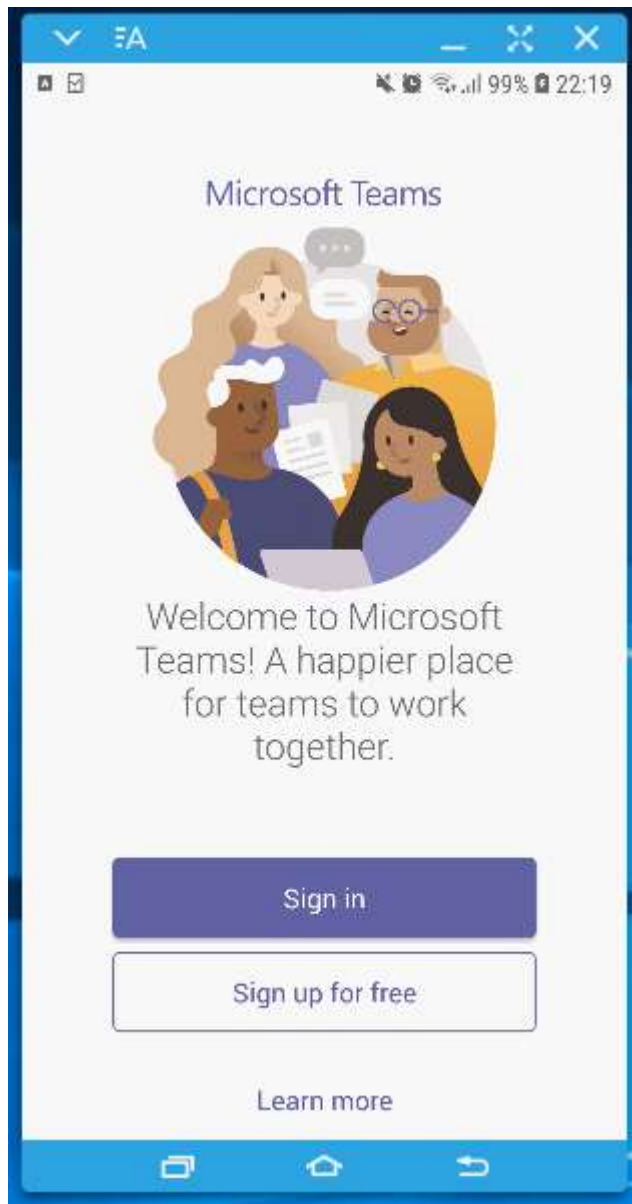 99% 22:19
Microsoft Teams
Welcome to Microsoft
Teams! A happier place
for teams to work
together.
Sign in
Sign up for free
Learn more